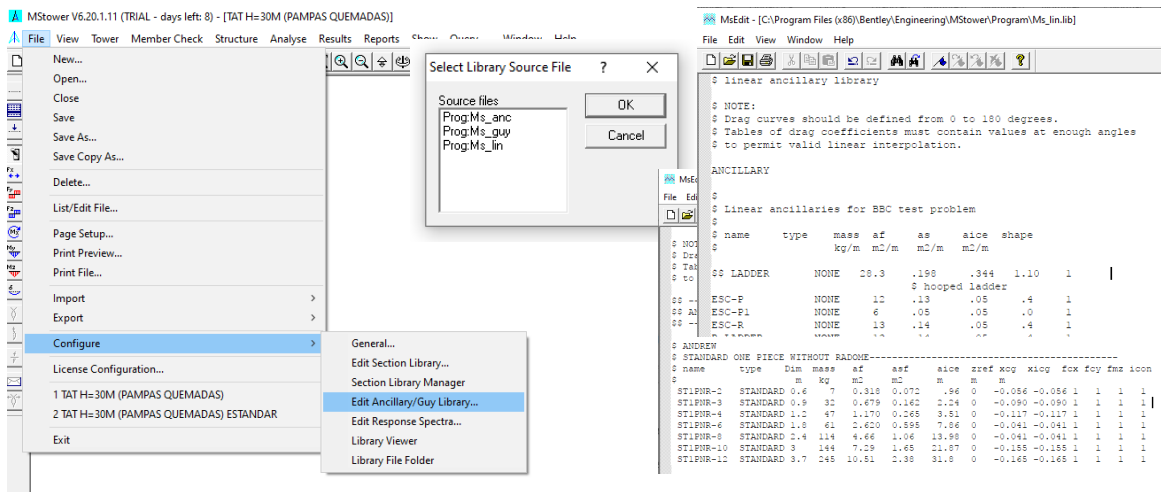 MStower V6.20.1.11 (TRIAL - days left: 8) - [TAT H=30M (PAMPAS QUEMADAS)]
File View Tower Member Check Structure Analyse Results Reports Show Query Window Help
New...
Open...
Close
Save
Save As...
Save Copy As...
Delete...
List/Edit File...
Page Setup...
Print Preview...
Print File...
Import
Export
Configure
License Configuration...
1 TAT H=30M (PAMPAS QUEMADAS)
2 TAT H=30M (PAMPAS QUEMADAS) ESTANDAR
Exit
General...
Edit Section Library...
Section Library Manager
Edit Ancillary/Guy Library...
Edit Response Spectra...
Library Viewer
Library File Folder
Select Library Source File ? X
Source files
Prog:Ms_anc
Prog:Ms_guy
Prog:Ms_lin
OK
Cancel
MsEdit - [C:\Program Files (x86)\Bentley\Engineering\MStower\Program\Ms_lin.lib]
File Edit View Window Help
$ linear ancillary library
$ NOTE:
$ Drag curves should be defined from 0 to 180 degrees.
$ Tables of drag coefficients must contain values at enough angles
$ to permit valid linear interpolation.
ANCILLARY
$
$ Linear ancillaries for BBC test problem
$
$ name type mass af as aice shape
$ kg/m m2/m m2/m m2/m
$$ LADDER NONE 28.3 .198 .344 1.10 1
$ hooped ladder
ESC-P NONE 12 .13 .05 .4 1
ESC-P1 NONE 6 .05 .05 .0 1
ESC-R NONE 13 .14 .05 .4 1
MsEd
File Edi
$ NOT
$ Dra
$ Tab
$ to
$$ --
$$ AN
$$ --
$ ANDREW
$ STANDARD ONE PIECE WITHOUT RADOME--------------------------------------------
$ name type Dim mass af asf aice zref xcg xicg fcx fcy fmz icon
$ m kg m2 m2 m m m
ST1PNR-2 STANDARD 0.6 7 0.318 0.072 .96 0 -0.056 -0.056 1 1 1 1
ST1PNR-3 STANDARD 0.9 32 0.679 0.162 2.24 0 -0.090 -0.090 1 1 1 1
ST1PNR-4 STANDARD 1.2 47 1.170 0.265 3.51 0 -0.117 -0.117 1 1 1 1
ST1PNR-6 STANDARD 1.8 61 2.620 0.595 7.86 0 -0.041 -0.041 1 1 1 1
ST1PNR-8 STANDARD 2.4 114 4.66 1.06 13.98 0 -0.041 -0.041 1 1 1 1
ST1PNR-10 STANDARD 3 144 7.29 1.65 21.87 0 -0.155 -0.155 1 1 1 1
ST1PNR-12 STANDARD 3.7 245 10.51 2.38 31.8 0 -0.165 -0.165 1 1 1 1